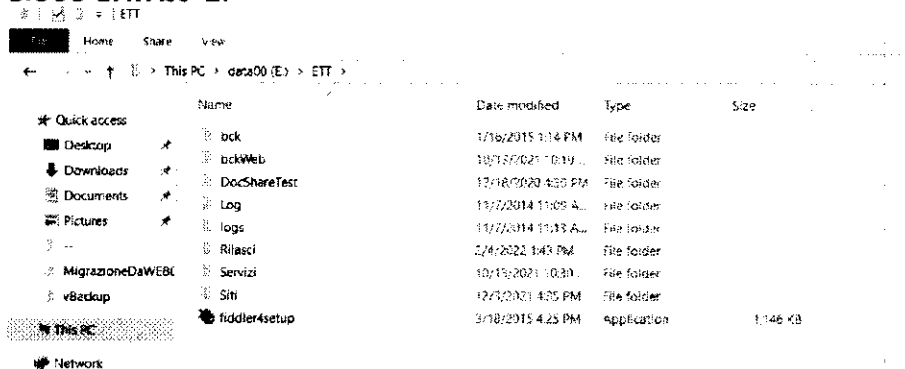 ETT
File Home Share View
This PC > data00 (E:) > ETT >
Name Date modified Type Size
Quick access
Desktop
Downloads
Documents
Pictures
--
MigrazioneDaWEB
vBackup
This PC
Network
bck 1/16/2015 1:14 PM File folder
bckWeb File folder
DocShareTest File folder
Log 11/7/2014 11:09 A... File folder
logs 11/7/2014 11:13 A... File folder
Rilasci 2/4/2022 1:43 PM File folder
Servizi File folder
Siti File folder
fiddler4setup 3/18/2015 4:25 PM Application 1,146 KB